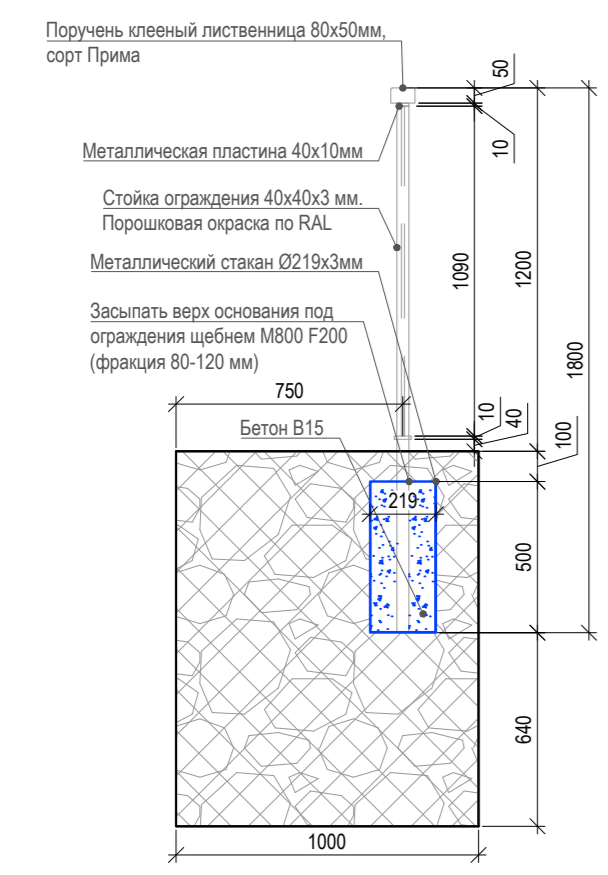 Поручень клееный лиственница 80х50мм,
сорт Прима
50
Металлическая пластина 40х10мм
10
Стойка ограждения 40х40х3 мм.
Порошковая окраска по RAL
Металлический стакан Ø219х3мм
1090
1200
1800
Засыпать верх основания под
ограждения щебнем М800 F200
(фракция 80-120 мм)
750
10
40
100
Бетон В15
219
500
640
1000